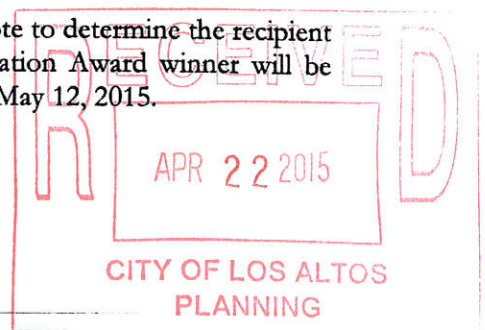 te to determine the recipient
ation Award winner will be
May 12, 2015.
RECEIVED
APR 22 2015
CITY OF LOS ALTOS
PLANNING